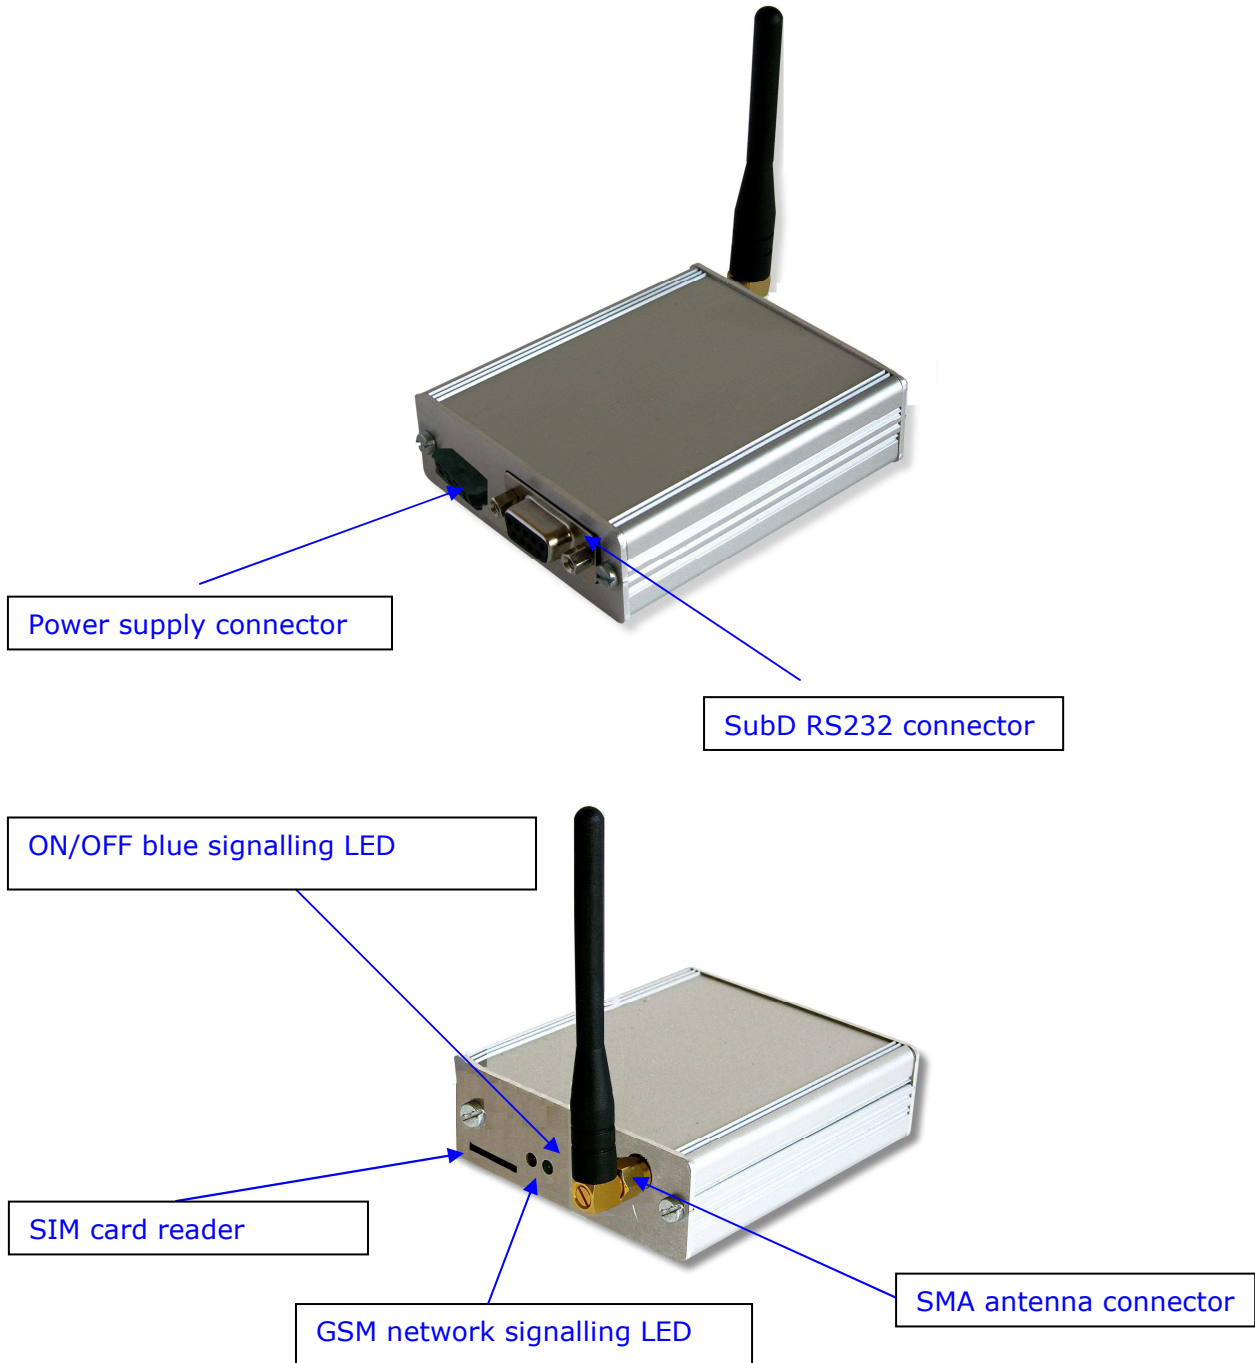 Power supply connector
SubD RS232 connector
ON/OFF blue signalling LED
SIM card reader
SMA antenna connector
GSM network signalling LED